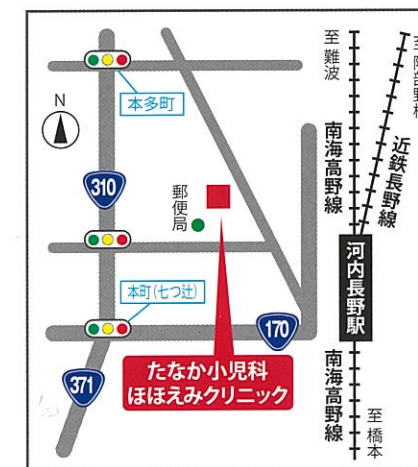 至難波
至阿部野橋
本多町
N
南海高野線
近鉄長野線
310
郵便局
河内長野駅
本町(七つ辻)
170
371
たなか小児科
ほほえみクリニック
南海高野線
至橋本